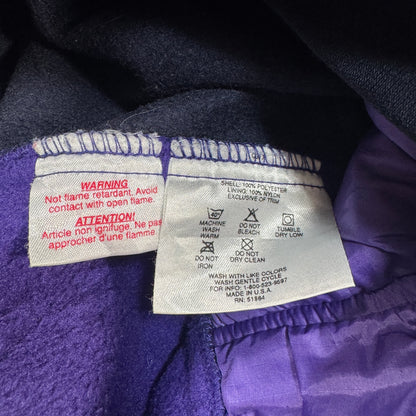 WARNING
Not flame retardant. Avoid
contact with open flame.
ATTENTION!
Article non ignifuge. Ne pas
approcher d'une flamme
SHELL: 100% POLYESTER
LINING: 100% NYLON
EXCLUSIVE OF TRIM
40°
MACHINE
WASH
WARM
DO NOT
BLEACH
TUMBLE
DRY LOW
DO NOT
IRON
DO NOT
DRY CLEAN
WASH WITH LIKE COLORS
WASH GENTLE CYCLE
FOR INFO: 1-800-523-9597
MADE IN U.S.A.
RN: 51884